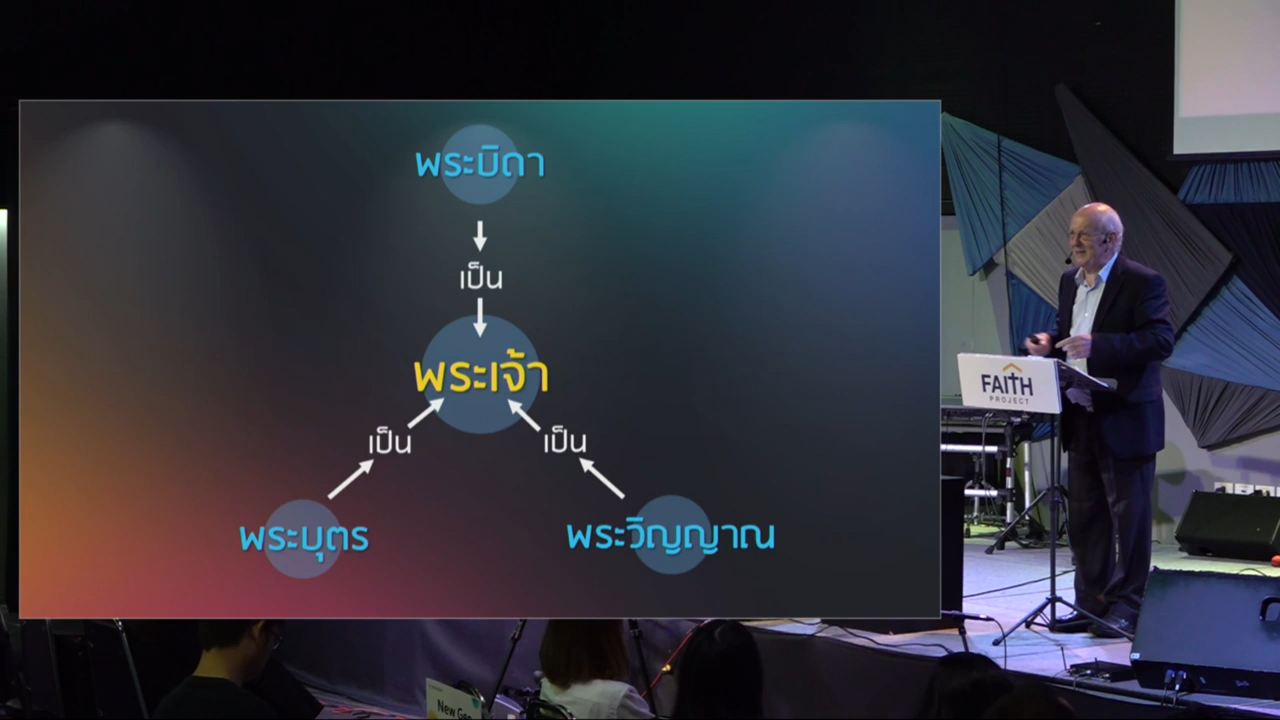 พระบิดา
เป็น
พระเจ้า
เป็น
เป็น
พระบุตร
พระวิญญาณ
FAITH
PROJECT
New